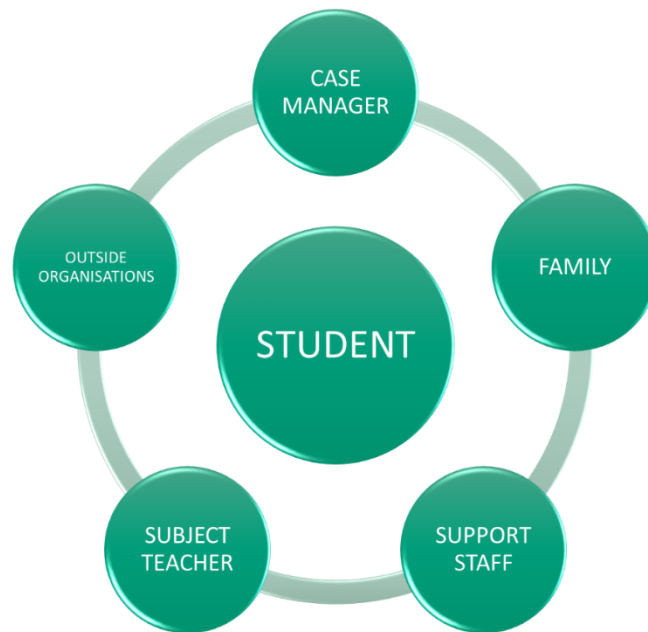 CASE
MANAGER
OUTSIDE
ORGANISATIONS
FAMILY
STUDENT
SUBJECT
TEACHER
SUPPORT
STAFF